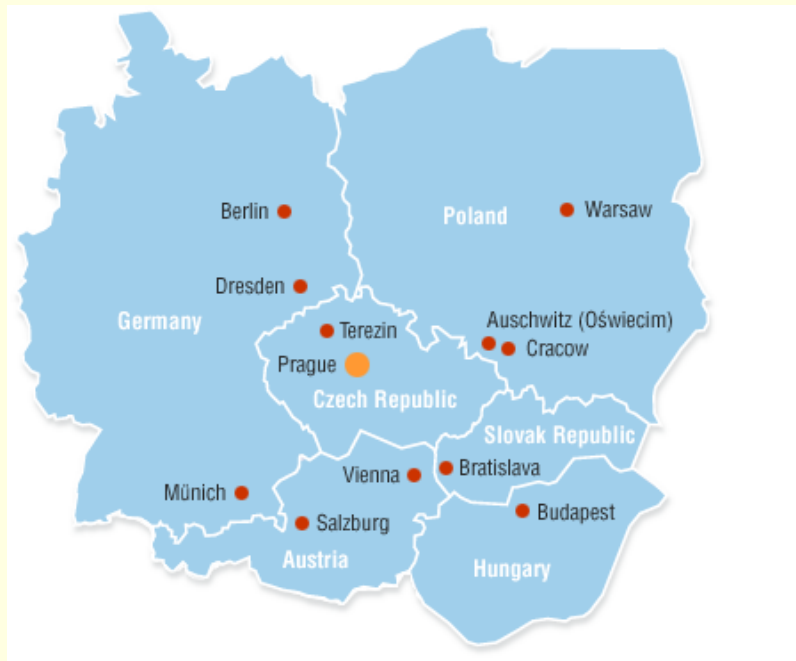 Berlin
Poland
Warsaw
Dresden
Germany
Auschwitz (Oświecim)
Terezin
Cracow
Prague
Czech Republic
Slovak Republic
Vienna
Bratislava
Münich
Budapest
Salzburg
Austria
Hungary